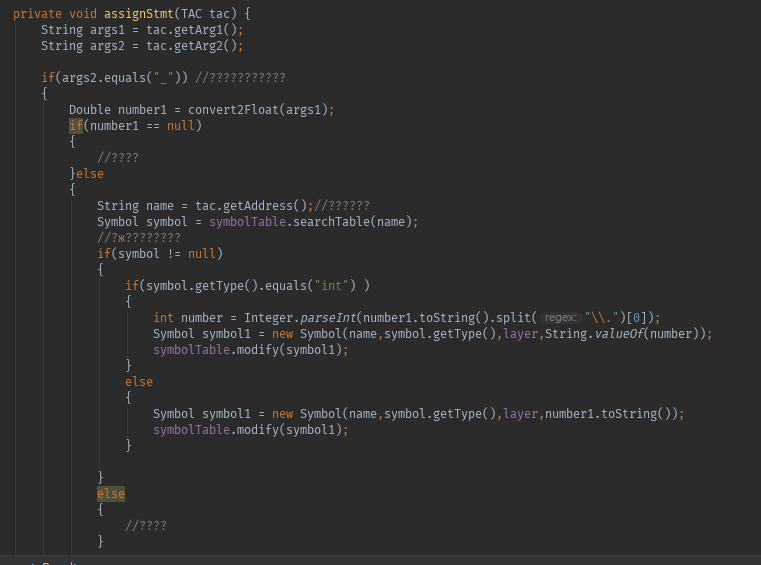 private void assignStmt(TAC tac) {
    String args1 = tac.getArg1();
    String args2 = tac.getArg2();

    if(args2.equals("_")) //???????????
    {
        Double number1 = convert2Float(args1);
        if(number1 == null)
        {
            //????
        }else
        {
            String name = tac.getAddress();//??????
            Symbol symbol = symbolTable.searchTable(name);
            //?ж????????
            if(symbol != null)
            {
                if(symbol.getType().equals("int") )
                {
                    int number = Integer.parseInt(number1.toString().split( regex: "\\.")[0]);
                    Symbol symbol1 = new Symbol(name,symbol.getType(),layer,String.valueOf(number));
                    symbolTable.modify(symbol1);
                }
                else
                {
                    Symbol symbol1 = new Symbol(name,symbol.getType(),layer,number1.toString());
                    symbolTable.modify(symbol1);
                }

            }
            else
            {
                //????
            }